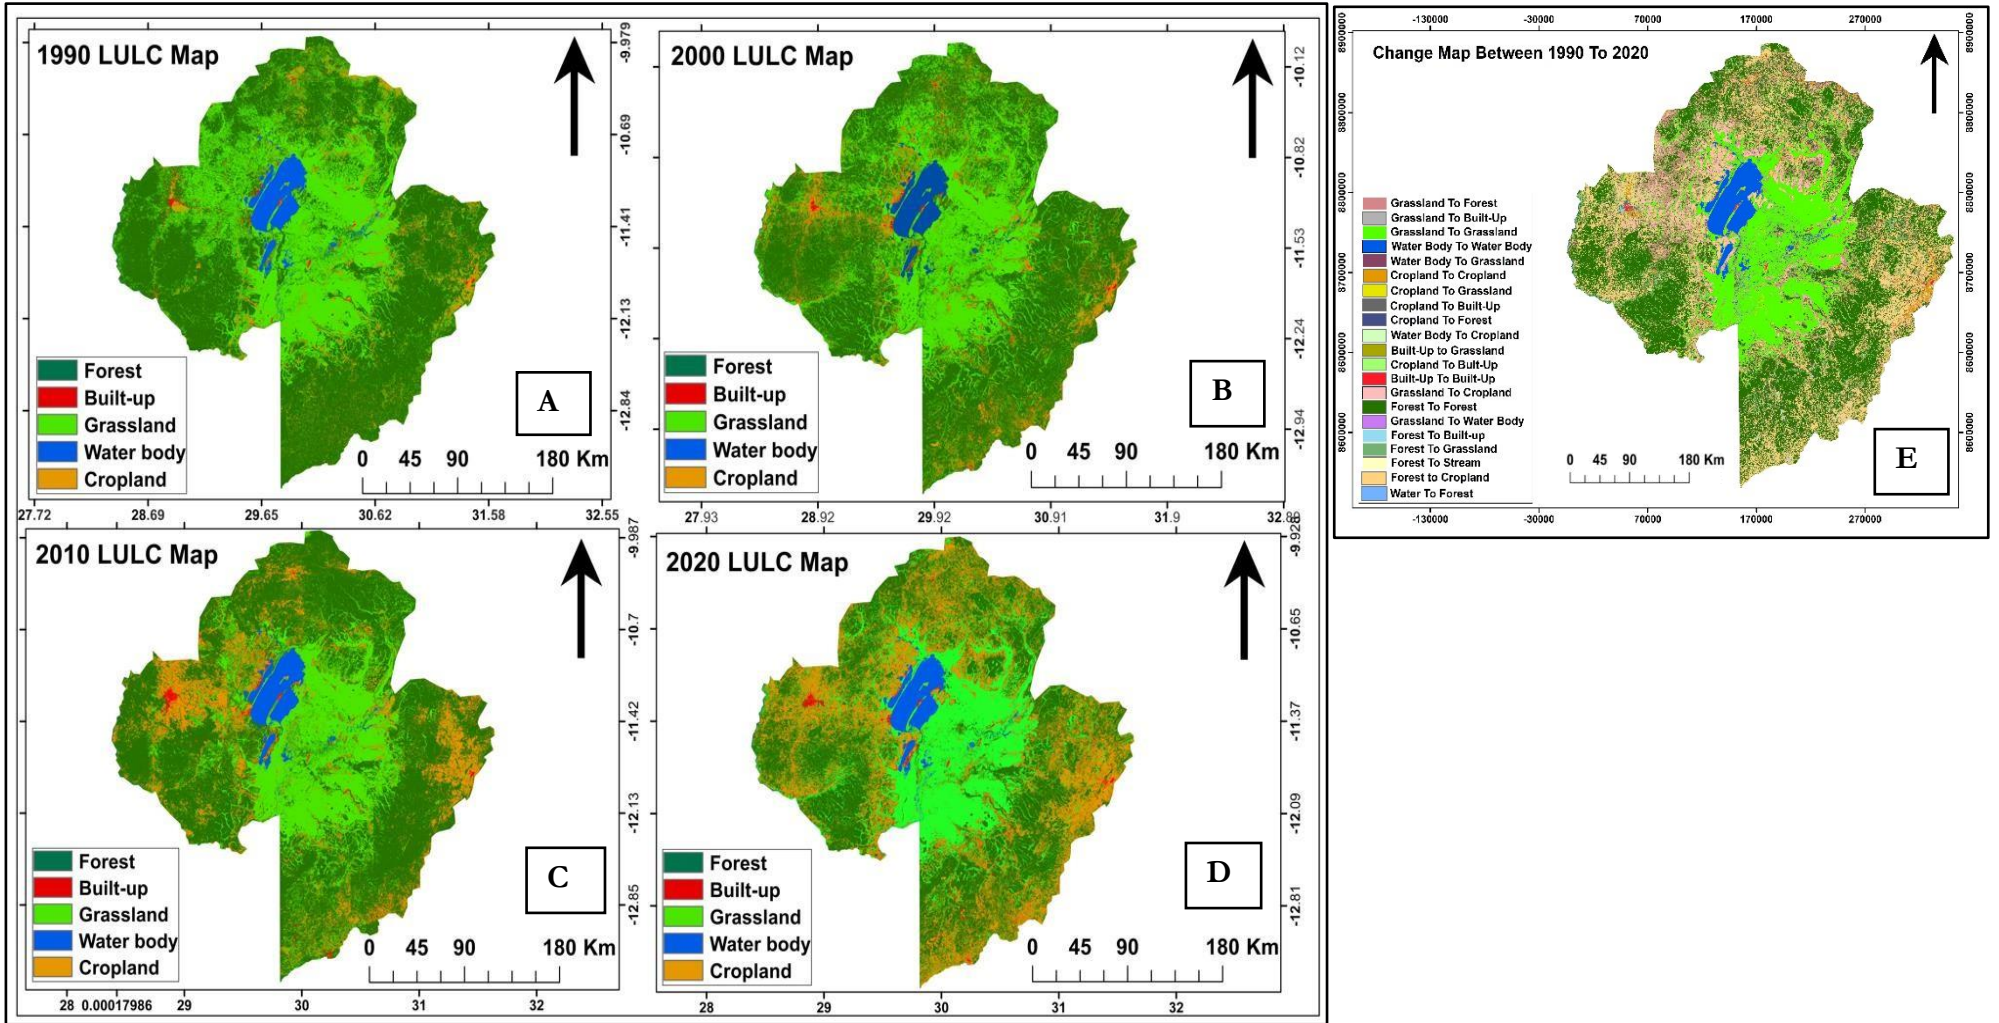 1990 LULC Map
Forest
Built-up
Grassland
Water body
Cropland
A
0 45 90 180 Km
-9.979
-10.69
-11.41
-12.13
-12.84
27.72 28.69 29.65 30.62 31.58 32.55
2000 LULC Map
Forest
Built-up
Grassland
Water body
Cropland
B
0 45 90 180 Km
-10.12
-10.82
-11.53
-12.24
-12.94
27.93 28.92 29.92 30.91 31.9
2010 LULC Map
Forest
Built-up
Grassland
Water body
Cropland
C
0 45 90 180 Km
-9.987
-10.7
-11.42
-12.13
-12.85
28 0.00017986 29 30 31 32
2020 LULC Map
Forest
Built-up
Grassland
Water body
Cropland
D
0 45 90 180 Km
-9.928
-10.65
-11.37
-12.09
-12.81
28 29 30 31 32
-130000 -30000 70000 170000 270000
Change Map Between 1990 To 2020
8900000
8800000
8800000
8700000
8600000
8600000
Grassland To Forest
Grassland To Built-Up
Grassland To Grassland
Water Body To Water Body
Water Body To Grassland
Cropland To Cropland
Cropland To Grassland
Cropland To Built-Up
Cropland To Forest
Water Body To Cropland
Built-Up to Grassland
Cropland To Bult-Up
Built-Up To Built-Up
Grassland To Cropland
Forest To Forest
Grassland To Water Body
Forest To Built-up
Forest To Grassland
Forest To Stream
Forest to Cropland
Water To Forest
0 45 90 180 Km
E
8900000
8800000
8800000
8700000
8600000
8600000
-130000 -30000 70000 170000 270000